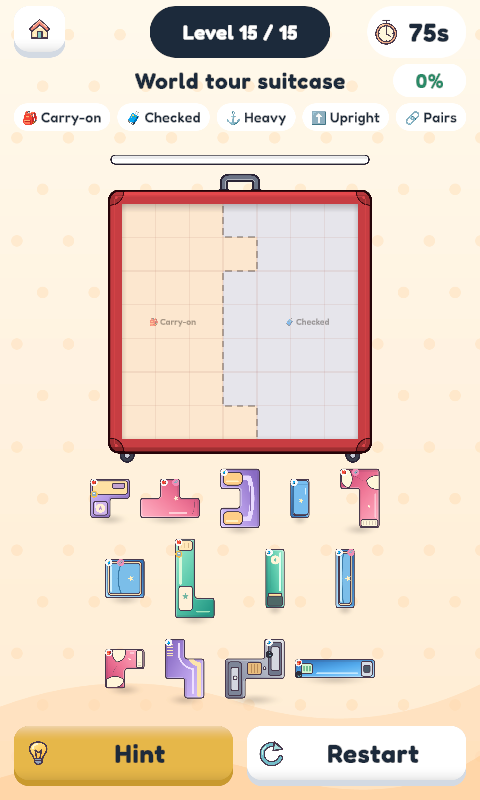 Level 15 / 15
75s
World tour suitcase
0%
Carry-on
Checked
Heavy
Upright
Pairs
Carry-on
Checked
Hint
Restart